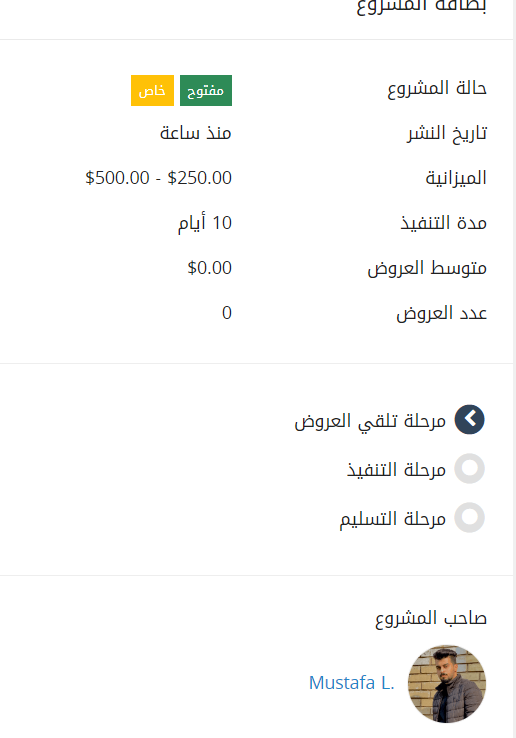 بطاقة المشروع
حالة المشروع مفتوح خاص
تاريخ النشر منذ ساعة
الميزانية $250.00 - $500.00
مدة التنفيذ 10 أيام
متوسط العروض $0.00
عدد العروض 0
مرحلة تلقي العروض
مرحلة التنفيذ
مرحلة التسليم
صاحب المشروع
Mustafa L.